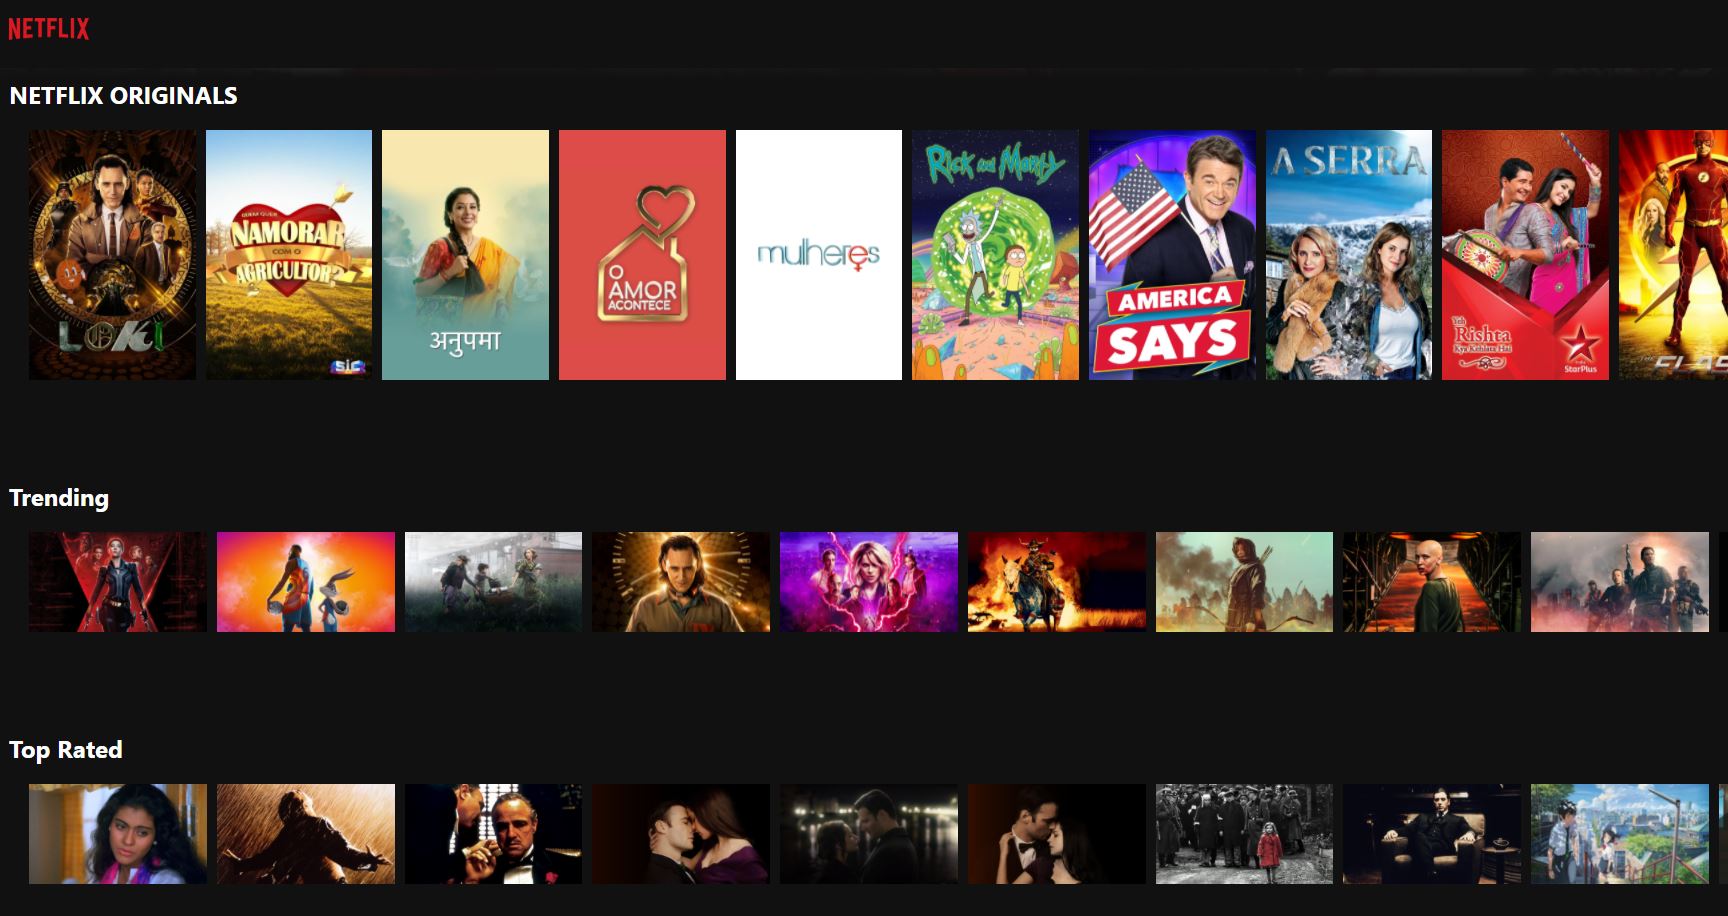 NETFLIX
NETFLIX ORIGINALS
LOKI
QUEM QUER
NAMORAR
COM O
AGRICULTOR?
SIC
अनुपमा
O
AMOR
ACONTECE
mulheres
Rick and Morty
AMERICA
SAYS
A SERRA
Yeh
Rishta
Kya Kehlata Hai
StarPlus
THE
Trending
Top Rated